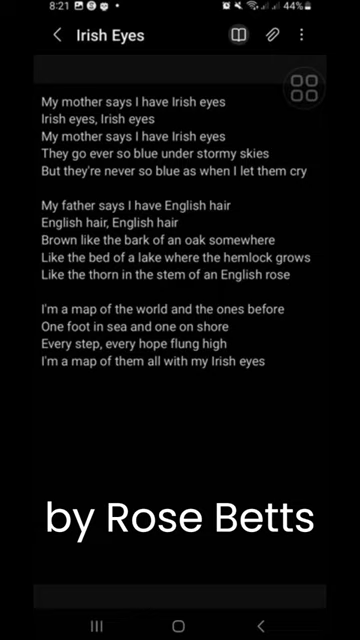 8:21 44%
Irish Eyes
My mother says I have Irish eyes
Irish eyes, Irish eyes
My mother says I have Irish eyes
They go ever so blue under stormy skies
But they're never so blue as when I let them cry
My father says I have English hair
English hair, English hair
Brown like the bark of an oak somewhere
Like the bed of a lake where the hemlock grows
Like the thorn in the stem of an English rose
I'm a map of the world and the ones before
One foot in sea and one on shore
Every step, every hope flung high
I'm a map of them all with my Irish eyes
by Rose Betts